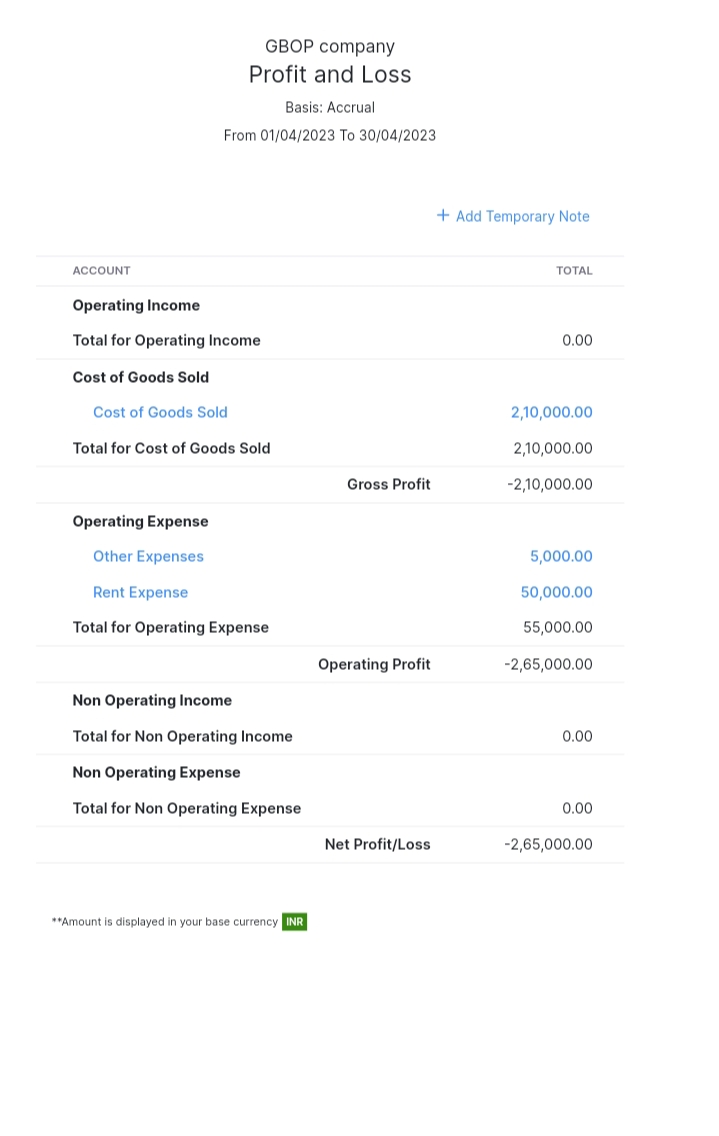 GBOP company
Profit and Loss
Basis: Accrual
From 01/04/2023 To 30/04/2023
+ Add Temporary Note
ACCOUNT TOTAL
Operating Income
Total for Operating Income 0.00
Cost of Goods Sold
Cost of Goods Sold 2,10,000.00
Total for Cost of Goods Sold 2,10,000.00
Gross Profit -2,10,000.00
Operating Expense
Other Expenses 5,000.00
Rent Expense 50,000.00
Total for Operating Expense 55,000.00
Operating Profit -2,65,000.00
Non Operating Income
Total for Non Operating Income 0.00
Non Operating Expense
Total for Non Operating Expense 0.00
Net Profit/Loss -2,65,000.00
**Amount is displayed in your base currency INR